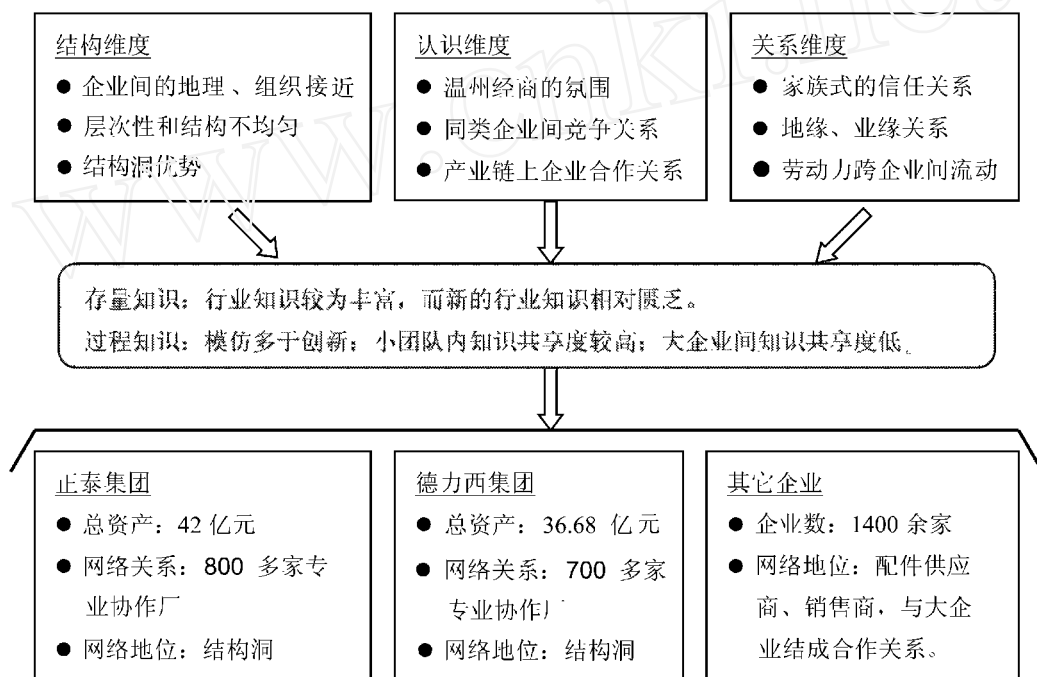 结构维度
● 企业间的地理、组织接近
● 层次性和结构不均匀
● 结构洞优势
认识维度
● 温州经商的氛围
● 同类企业间竞争关系
● 产业链上企业合作关系
关系维度
● 家族式的信任关系
● 地缘、业缘关系
● 劳动力跨企业间流动
存量知识：行业知识较为丰富，而新的行业知识相对匮乏。
过程知识：模仿多于创新；小团队内知识共享度较高；大企业间知识共享度低。
正泰集团
● 总资产：42 亿元
● 网络关系：800 多家专
业协作厂
● 网络地位：结构洞
德力西集团
● 总资产：36.68 亿元
● 网络关系：700 多家
专业协作厂
● 网络地位：结构洞
其它企业
● 企业数：1400 余家
● 网络地位：配件供应
商、销售商，与大企
业结成合作关系。